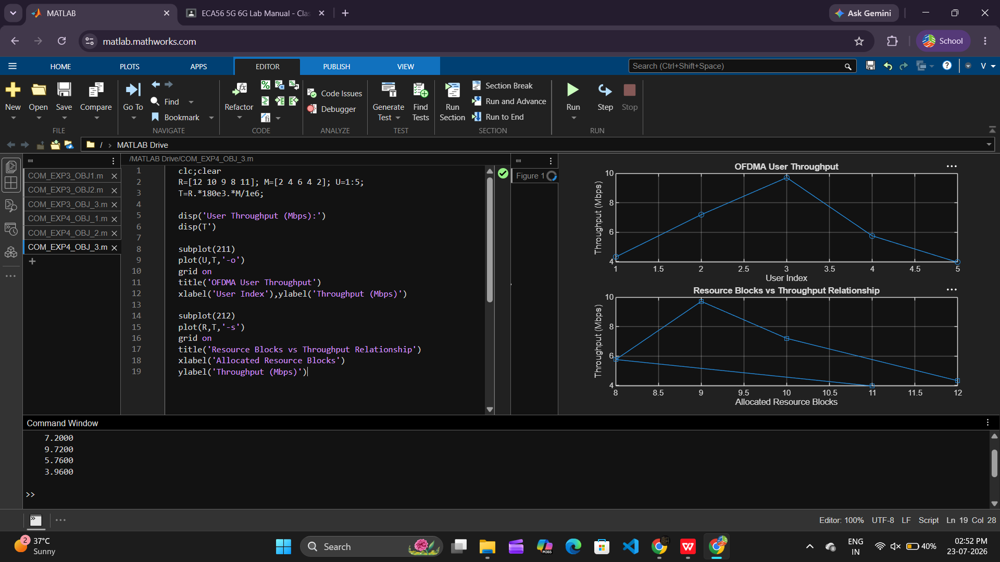 MATLAB
ECA56 5G 6G Lab Manual - Clas
Ask Gemini
matlab.mathworks.com
School
HOME
PLOTS
APPS
EDITOR
PUBLISH
VIEW
Search (Ctrl+Shift+Space)
V
New
Open
Save
Compare
Go To
Find
Bookmark
Refactor
Code Issues
Debugger
Generate
Test
Find
Tests
Run
Section
Section Break
Run and Advance
Run to End
Run
Step
Stop
FILE
NAVIGATE
CODE
ANALYZE
TEST
SECTION
RUN
/ › MATLAB Drive
COM_EXP3_OBJ1.m
COM_EXP3_OBJ2.m
COM_EXP3_OBJ_3.m
COM_EXP4_OBJ_1.m
COM_EXP4_OBJ_2.m
COM_EXP4_OBJ_3.m
/MATLAB Drive/COM_EXP4_OBJ_3.m
1 clc;clear
2 R=[12 10 9 8 11]; M=[2 4 6 4 2]; U=1:5;
3 T=R.*180e3.*M/1e6;
4
5 disp('User Throughput (Mbps):')
6 disp(T')
7
8 subplot(211)
9 plot(U,T,'-o')
10 grid on
11 title('OFDMA User Throughput')
12 xlabel('User Index'),ylabel('Throughput (Mbps)')
13
14 subplot(212)
15 plot(R,T,'-s')
16 grid on
17 title('Resource Blocks vs Throughput Relationship')
18 xlabel('Allocated Resource Blocks')
19 ylabel('Throughput (Mbps)')
Figure 1
OFDMA User Throughput
Throughput (Mbps)
10
8
6
4
1 1.5 2 2.5 3 3.5 4 4.5 5
User Index
Resource Blocks vs Throughput Relationship
Throughput (Mbps)
10
8
6
4
8 8.5 9 9.5 10 10.5 11 11.5 12
Allocated Resource Blocks
Command Window
7.2000
9.7200
5.7600
3.9600
>>
Editor: 100% UTF-8 LF Script Ln 19 Col 28
2
37°C
Sunny
Search
M365
ENG
IN
40%
02:52 PM
23-07-2026